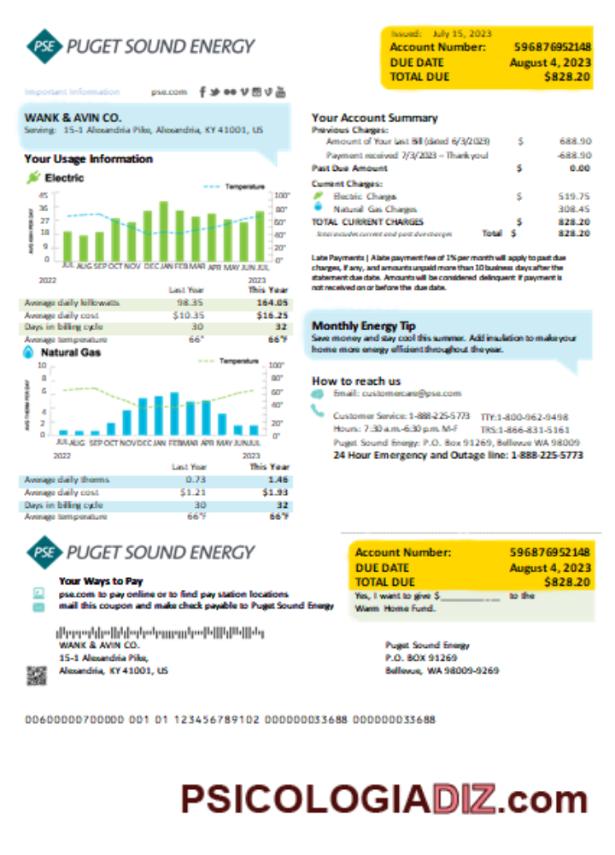 PSE PUGET SOUND ENERGY
Issued: July 15, 2023
Account Number: 596876952148
DUE DATE August 4, 2023
TOTAL DUE $828.20
Important Information pse.com
WANK & AVIN CO.
Serving: 15-1 Alexandria Pike, Alexandria, KY 41001, US
Your Usage Information
Electric
Temperature
AVG KWH PER DAY
45 100°
36 80°
27 60°
18 40°
9 20°
0 0°
JUL AUG SEP OCT NOV DEC JAN FEB MAR APR MAY JUN JUL
2022 2023
Last Year This Year
Average daily kellowatts 98.35 164.05
Average daily cost $10.35 $16.25
Days in billing cycle 30 32
Average temperature 66° 66°F
Natural Gas
Temperature
AVG THERM PER DAY
10 100°
8 80°
6 60°
4 40°
2 20°
0 0°
JUL AUG SEP OCT NOV DEC JAN FEB MAR APR MAY JUN JUL
2022 2023
Last Year This Year
Average daily therms 0.73 1.46
Average daily cost $1.21 $1.93
Days in billing cycle 30 32
Average temperature 66°F 66°F
Your Account Summary
Previous Charges:
Amount of Your Last Bill (dated 6/3/2023) $ 688.90
Payment received 7/3/2023 – Thank you! -688.90
Past Due Amount $ 0.00
Current Charges:
Electric Charges $ 519.75
Natural Gas Charges 308.45
TOTAL CURRENT CHARGES $ 828.20
Total includes current and past due charges Total $ 828.20
Late Payments | A late payment fee of 1% per month will apply to past due
charges, if any, and amounts unpaid more than 10 business days after the
statement due date. Amounts will be considered delinquent if payment is
not received on or before the due date.
Monthly Energy Tip
Save money and stay cool this summer. Add insulation to make your
home more energy efficient throughout the year.
How to reach us
Email: customercare@pse.com
Customer Service: 1-888-225-5773 TTY:1-800-962-9498
Hours: 7:30 a.m.-6:30 p.m. M-F TRS:1-866-831-5161
Puget Sound Energy: P.O. Box 91269, Bellevue WA 98009
24 Hour Emergency and Outage line: 1-888-225-5773
PSE PUGET SOUND ENERGY
Account Number: 596876952148
DUE DATE August 4, 2023
TOTAL DUE $828.20
Yes, I want to give $__________ to the
Warm Home Fund.
Your Ways to Pay
pse.com to pay online or to find pay station locations
mail this coupon and make check payable to Puget Sound Energy
WANK & AVIN CO.
15-1 Alexandria Pike,
Alexandria, KY 41001, US
Puget Sound Energy
P.O. BOX 91269
Bellevue, WA 98009-9269
00600000700000 001 01 123456789102 000000033688 000000033688
PSICOLOGIADIZ.com